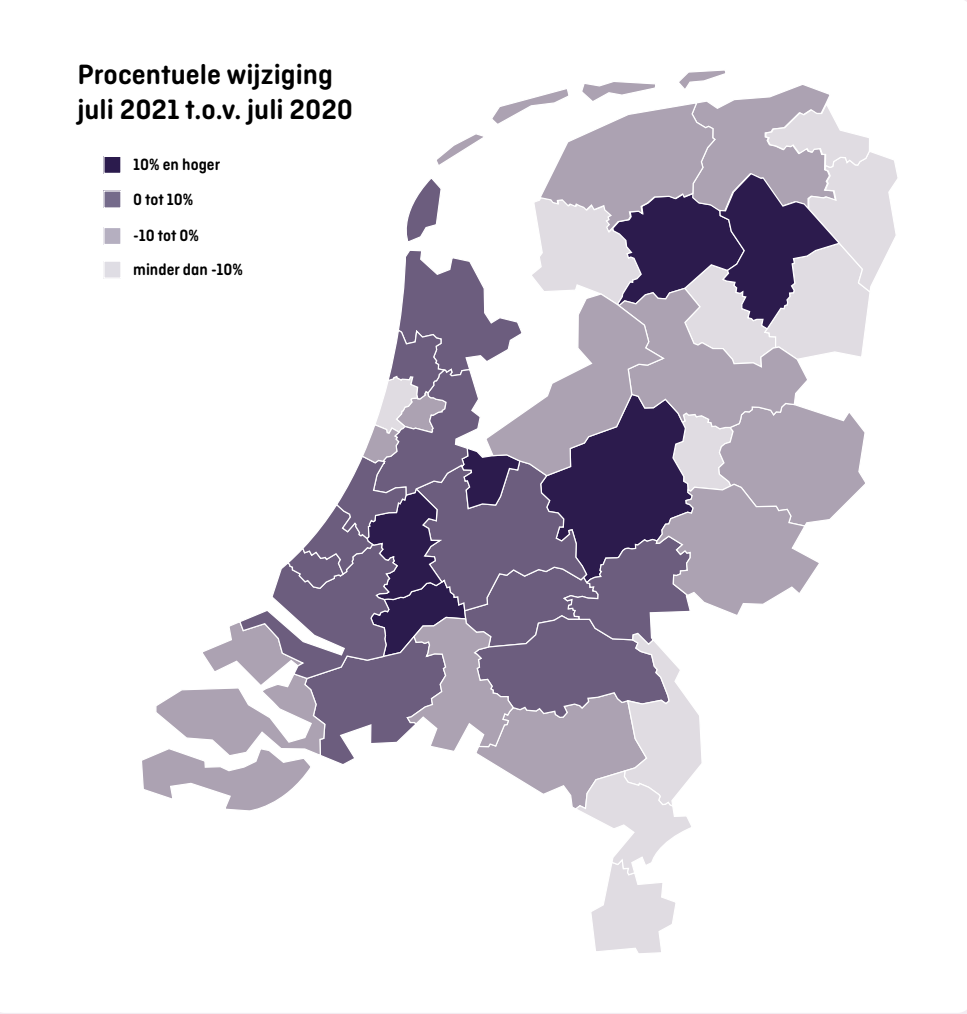 Procentuele wijziging
juli 2021 t.o.v. juli 2020
10% en hoger
0 tot 10%
-10 tot 0%
minder dan -10%